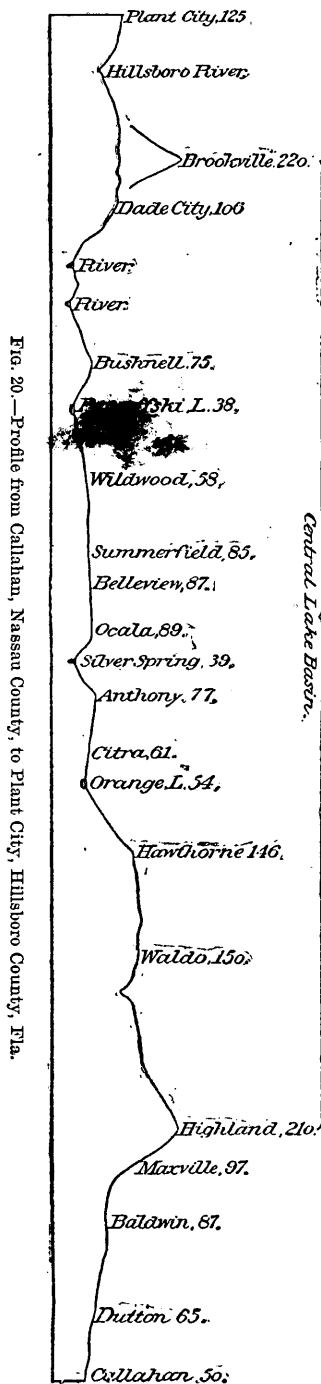 Plant City, 125
Hillsboro River,
Brookville. 220.
Dade City, 106
River.
River.
Bushnell. 75.
L. 38,
Wildwood, 58,
Summerfield, 85.
Belleview, 87.
Ocala, 89.
Silver Spring, 39,
Anthony. 77,
Citra, 61.
Orange L. 54.
Hawthorne 146.
Waldo, 150,
Highland, 210.
Maxville, 97.
Baldwin, 87.
Dutton 65.
Callahan 50.
Central Lake Basin.
FIG. 20.—Profile from Callahan, Nassau County, to Plant City, Hillsboro County, Fla.